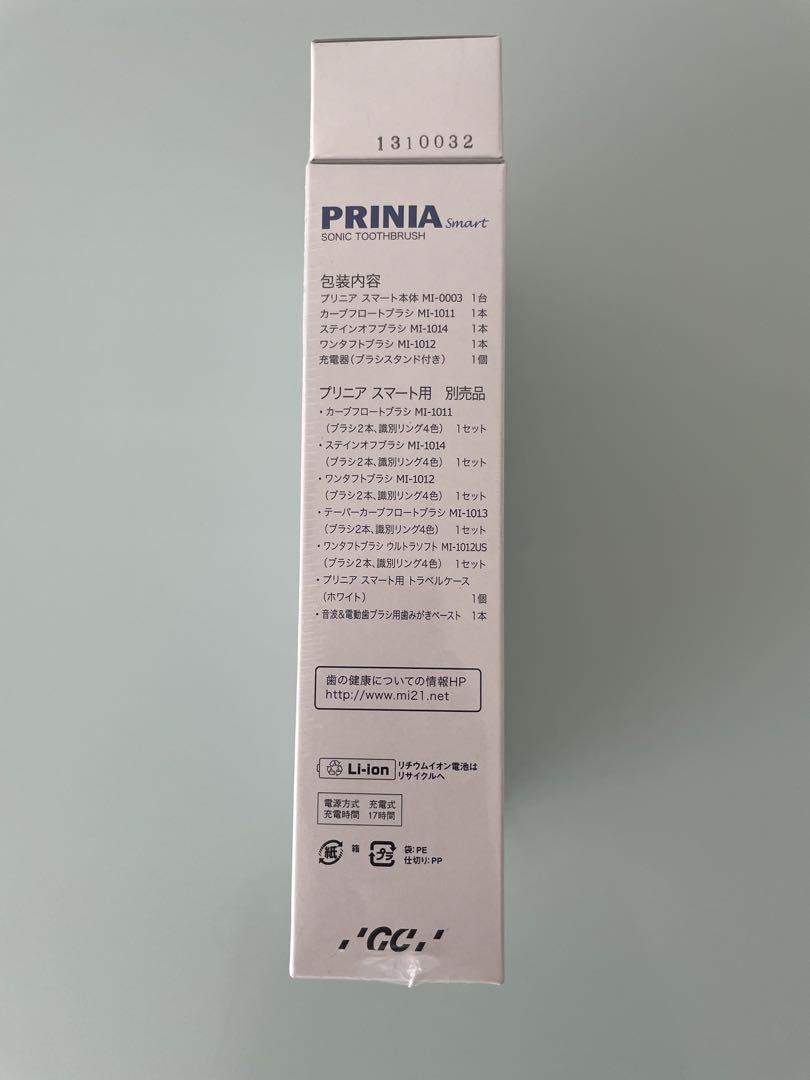 1310032
PRINIA Smart
SONIC TOOTHBRUSH
包装内容
プリニア スマート本体 MI-0003 1台
カーブフロートブラシ MI-1011 1本
ステインオフブラシ MI-1014 1本
ワンタフトブラシ MI-1012 1本
充電器(ブラシスタンド付き) 1個
プリニア スマート用 別売品
・カーブフロートブラシ MI-1011
(ブラシ2本、識別リング4色) 1セット
・ステインオフブラシ MI-1014
(ブラシ2本、識別リング4色) 1セット
・ワンタフトブラシ MI-1012
(ブラシ2本、識別リング4色) 1セット
・テーパーカーブフロートブラシ MI-1013
(ブラシ2本、識別リング4色) 1セット
・ワンタフトブラシ ウルトラソフト MI-1012US
(ブラシ2本、識別リング4色) 1セット
・プリニア スマート用 トラベルケース
(ホワイト) 1個
・音波&電動歯ブラシ用歯みがきペースト 1本
歯の健康についての情報HP
http://www.mi21.net
Li-ion リチウムイオン電池は
リサイクルへ
電源方式 充電式
充電時間 17時間
紙 箱 プラ 袋:PE
仕切り:PP
GC